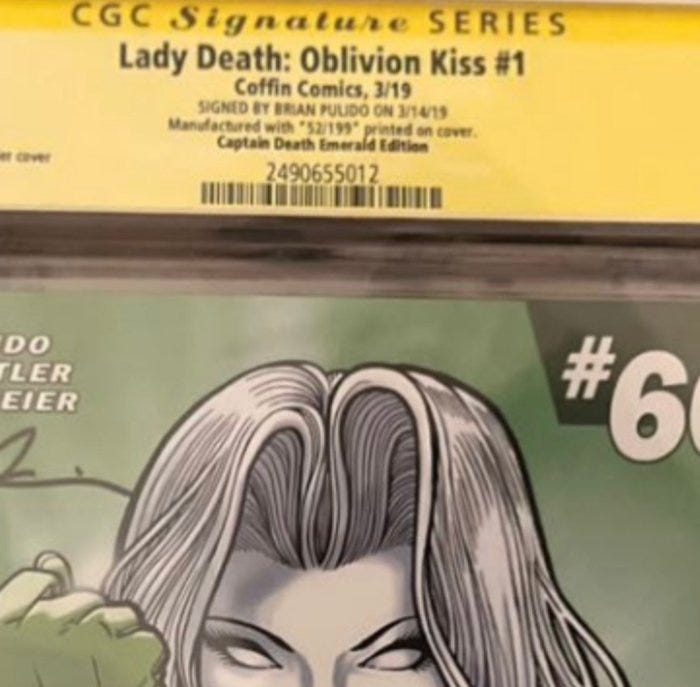 CGC Signature SERIES
Lady Death: Oblivion Kiss #1
Coffin Comics, 3/19
SIGNED BY BRIAN PULIDO ON 3/14/19
Manufactured with "52/199" printed on cover.
Captain Death Emerald Edition
er cover
2490655012
DO
TLER
EIER
#6